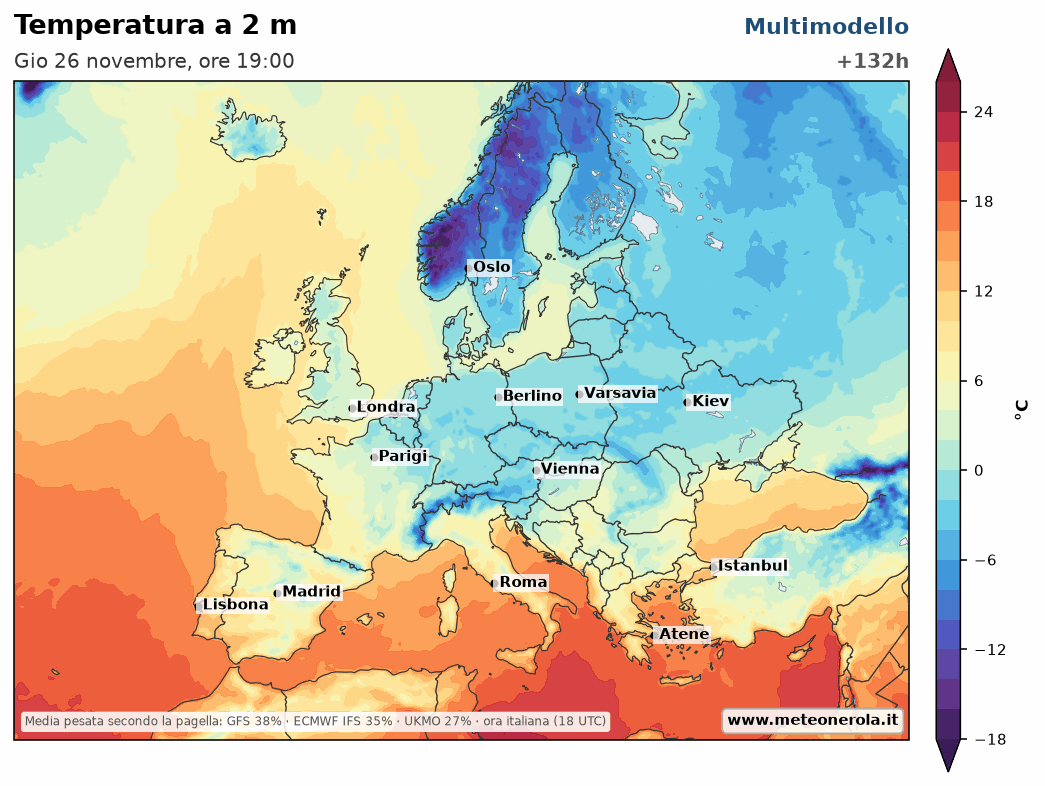 Temperatura a 2 m
Multimodello
Gio 26 novembre, ore 19:00
+132h
24
18
12
6
0
−6
−12
−18
°C
Oslo
Londra
Berlino
Varsavia
Kiev
Parigi
Vienna
Istanbul
Roma
Madrid
Lisbona
Atene
Media pesata secondo la pagella: GFS 38% · ECMWF IFS 35% · UKMO 27% · ora italiana (18 UTC)
www.meteonerola.it